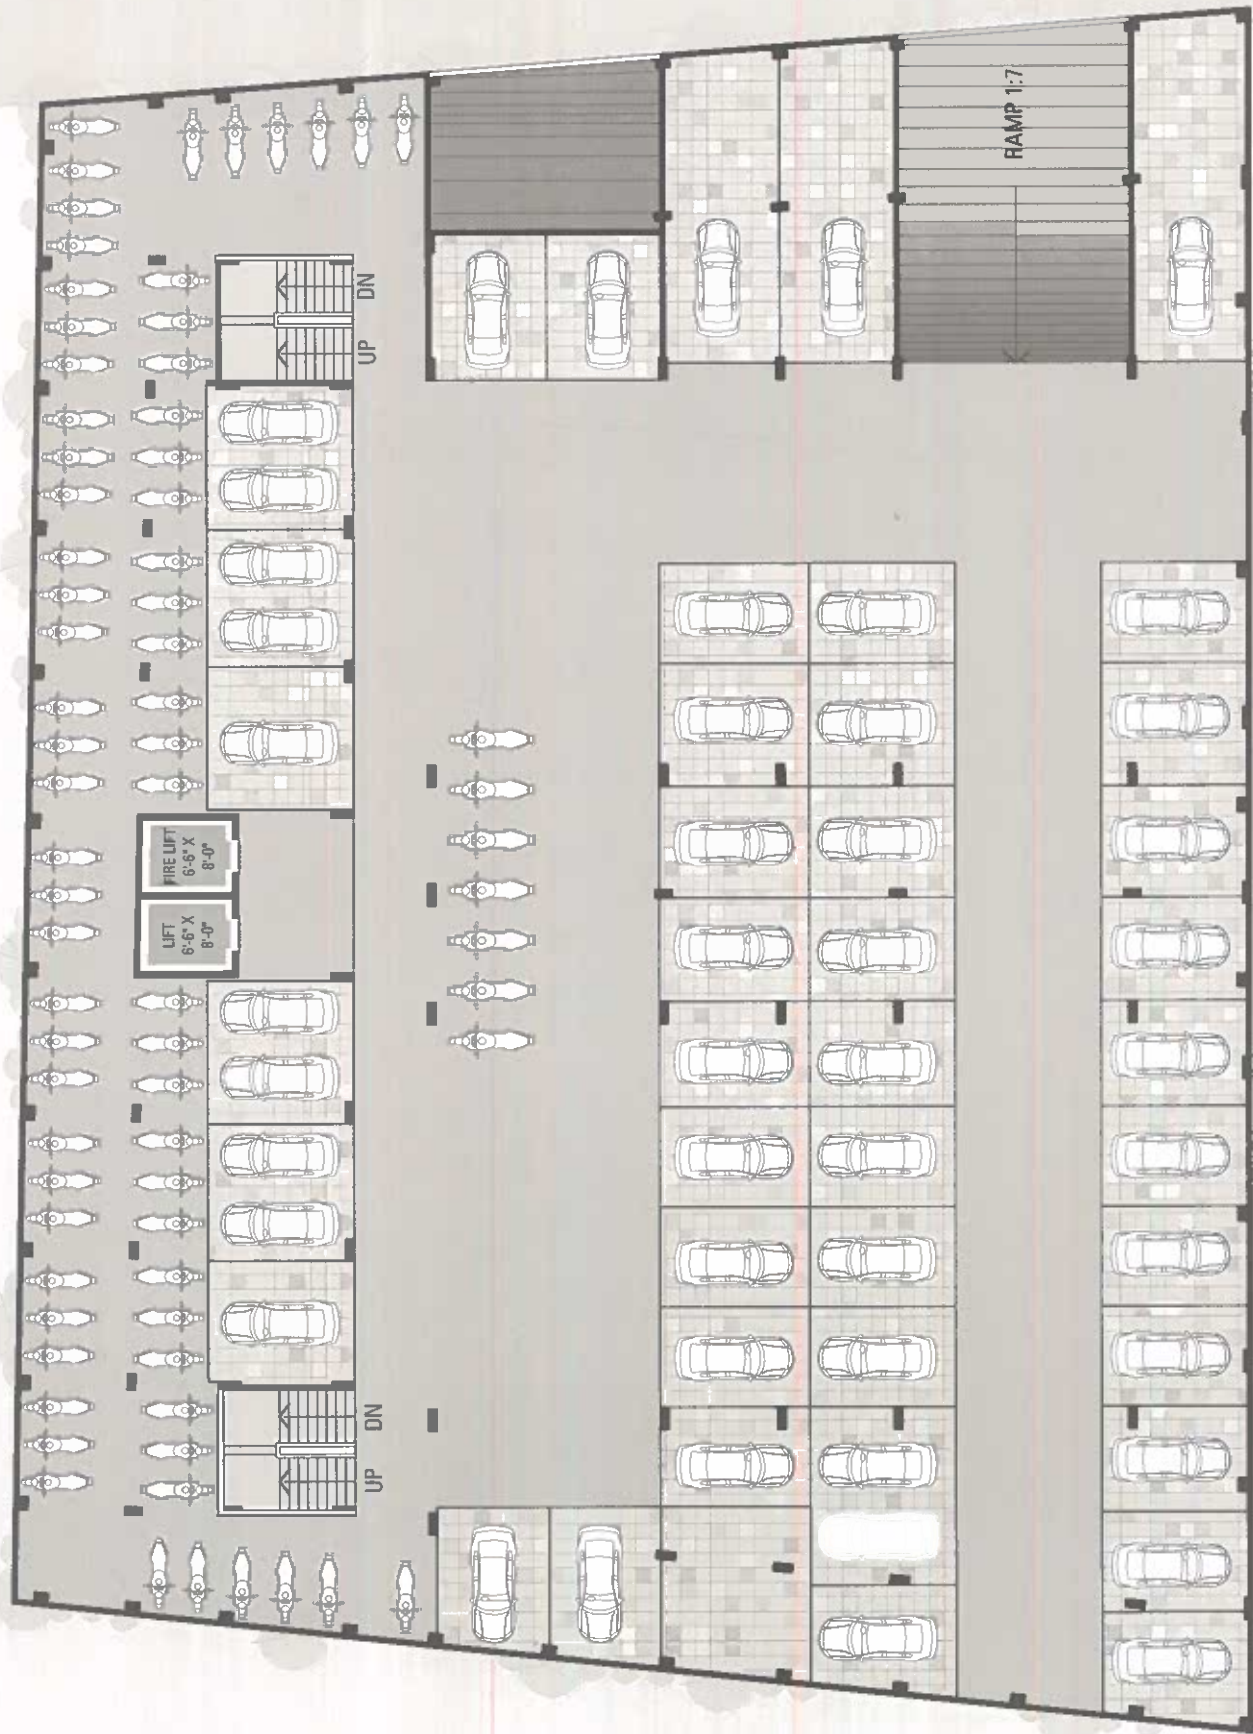 RAMP 1:7
UP
DN
FIRE LIFT
6'-6" X
8'-0"
LIFT
6'-6" X
8'-0"
UP
DN